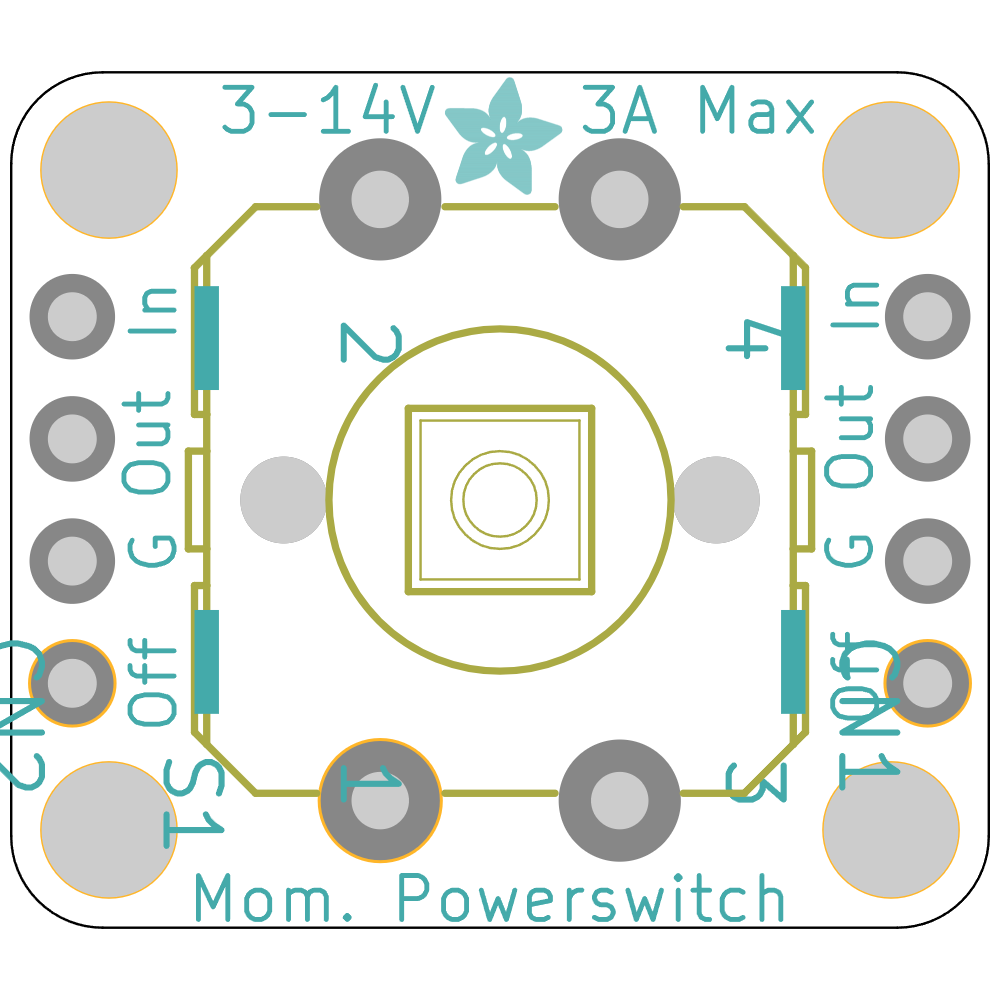 3-14V 3A Max
In In
2 4
Out Out
G G
Off Off
CN2 CN1
S1 1 3
Mom. Powerswitch